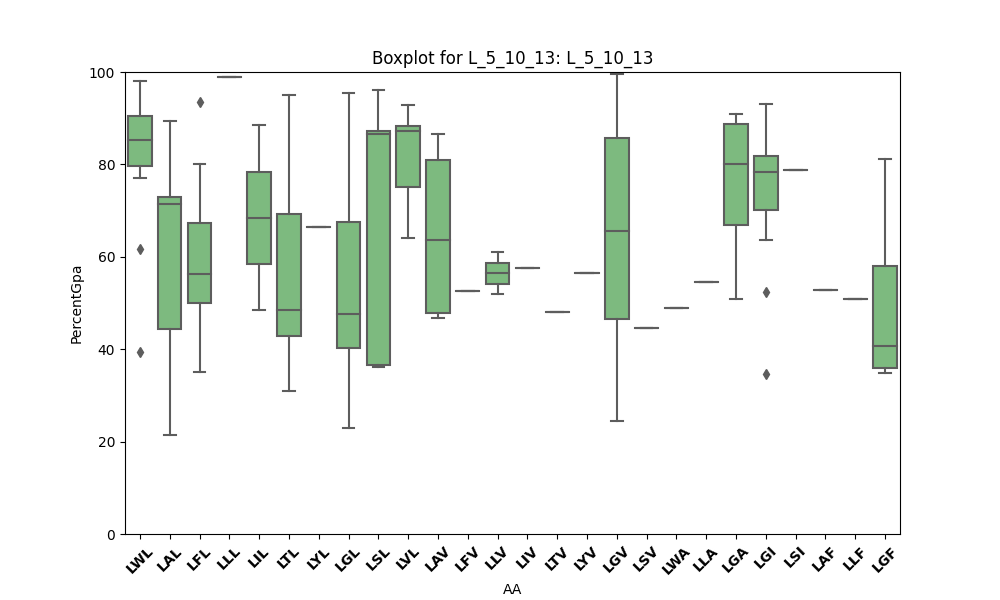 Boxplot for L_5_10_13: L_5_10_13
PercentGpa
100
80
60
40
20
0
LWL LAL LFL LLL LIL LTL LYL LGL LSL LVL LAV LFV LLV LIV LTV LYV LGV LSV LWA LLA LGA LGI LSI LAF LLF LGF
AA